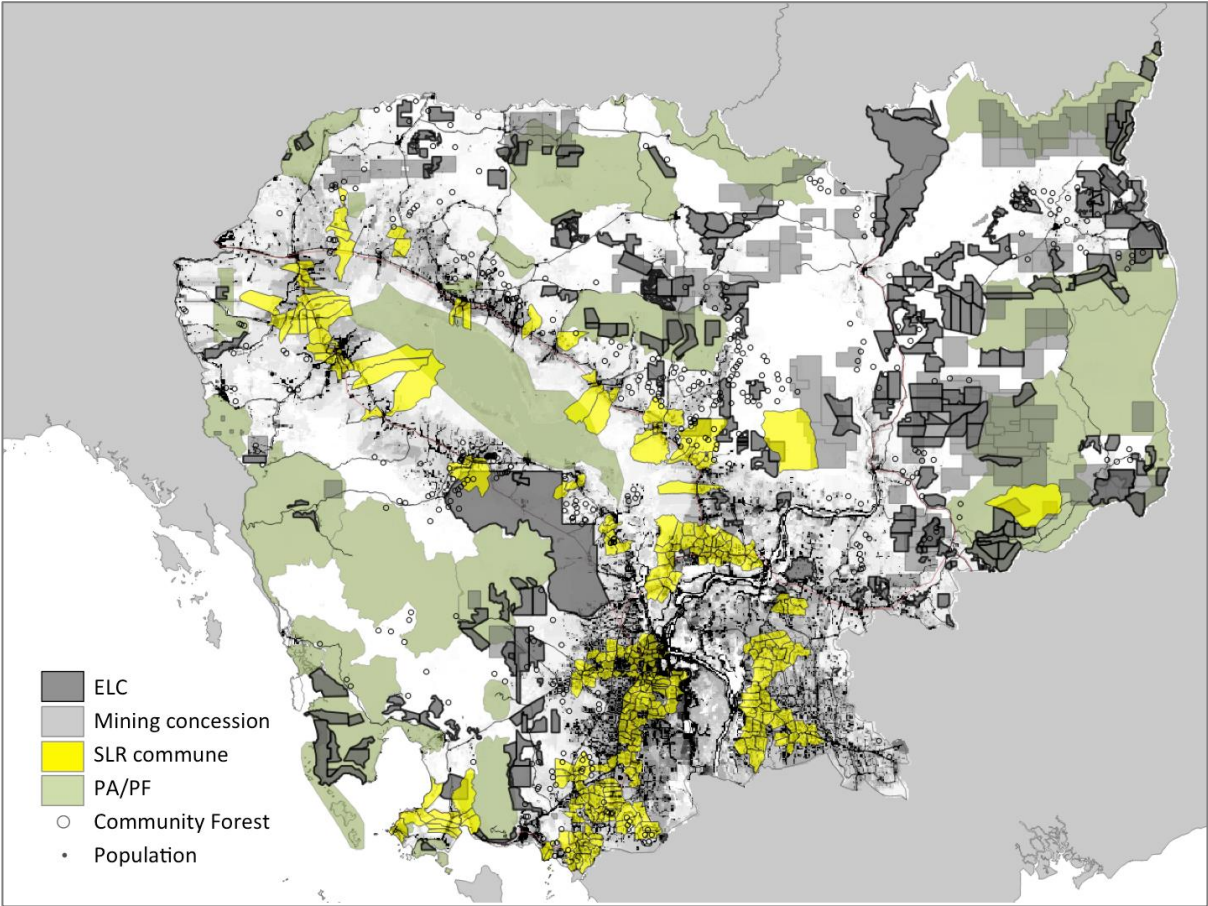 ELC
Mining concession
SLR commune
PA/PF
Community Forest
Population